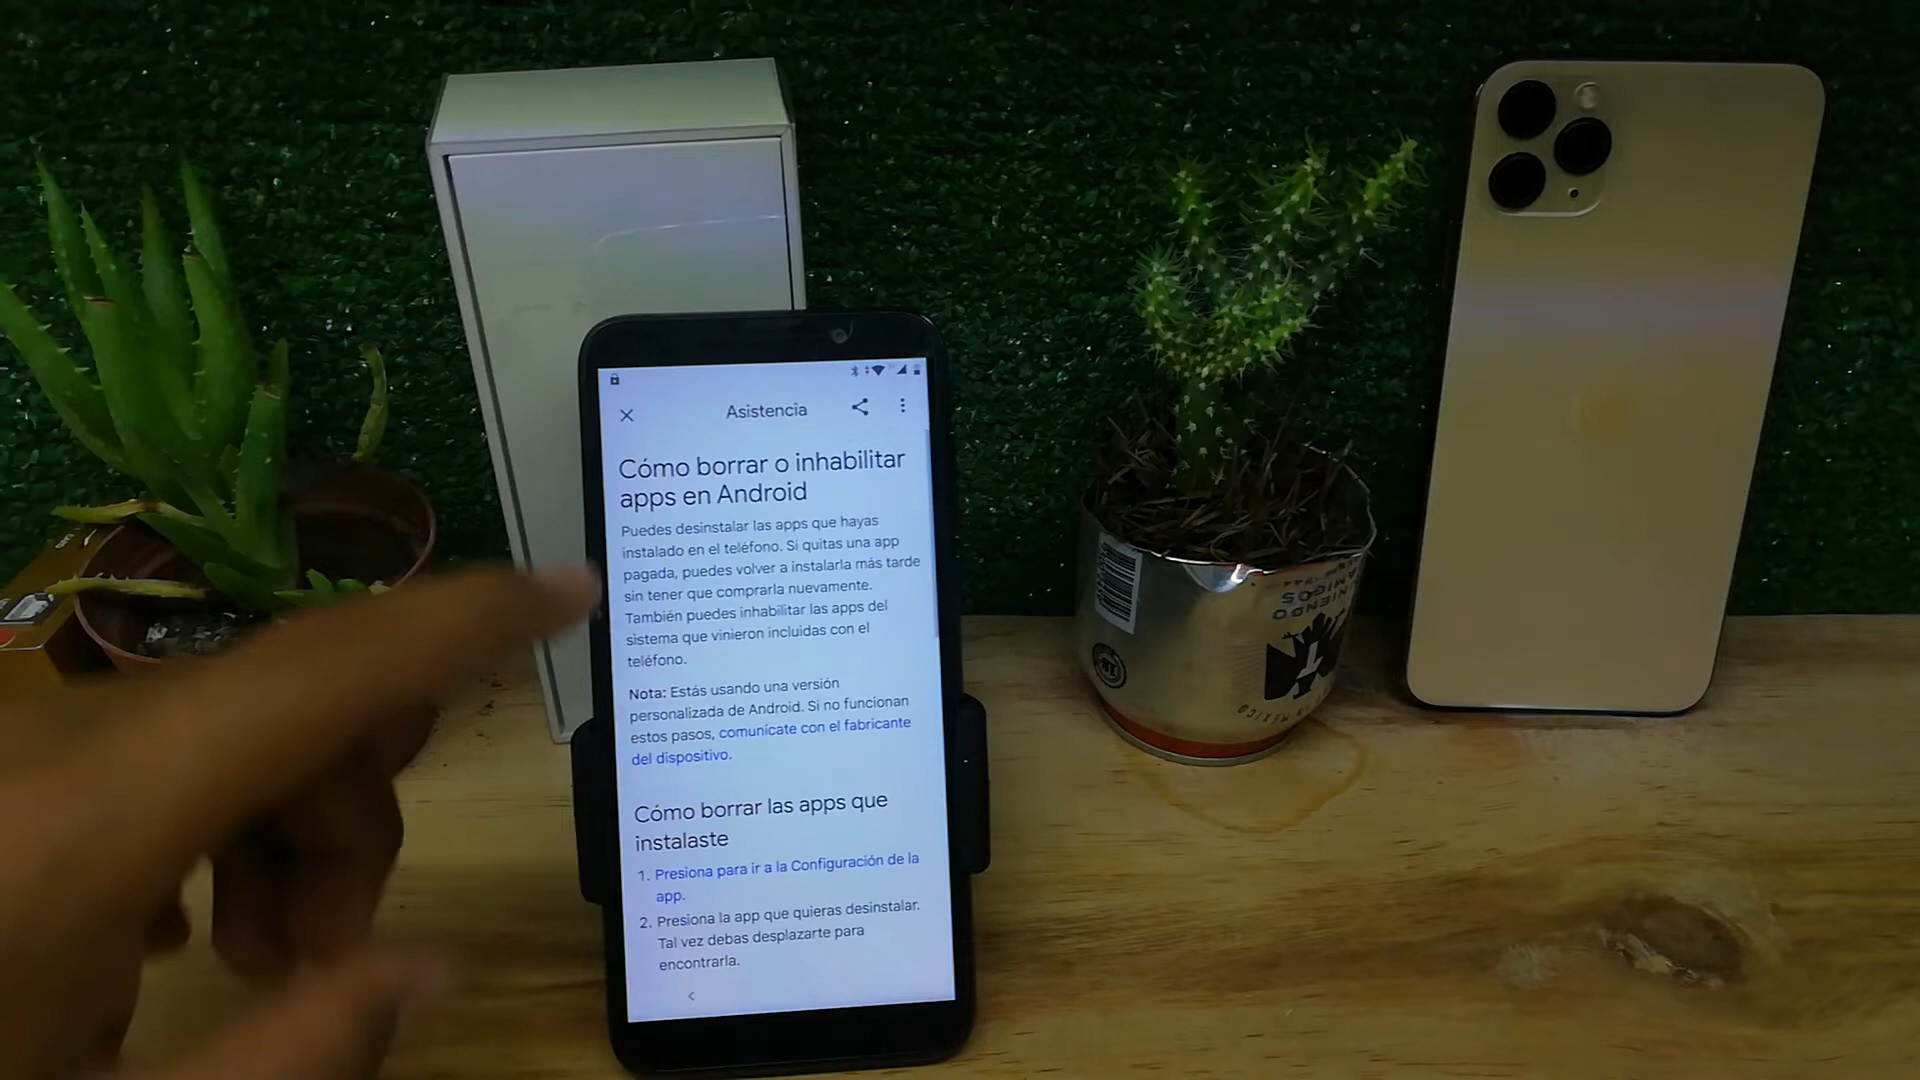 Asistencia
Cómo borrar o inhabilitar
apps en Android
Puedes desinstalar las apps que hayas
instalado en el teléfono. Si quitas una app
pagada, puedes volver a instalarla más tarde
sin tener que comprarla nuevamente.
También puedes inhabilitar las apps del
sistema que vinieron incluidas con el
teléfono.
Nota: Estás usando una versión
personalizada de Android. Si no funcionan
estos pasos, comunícate con el fabricante
del dispositivo.
Cómo borrar las apps que
instalaste
1. Presiona para ir a la Configuración de la
app.
2. Presiona la app que quieras desinstalar.
Tal vez debas desplazarte para
encontrarla.
AMIGOS
MÉXICO